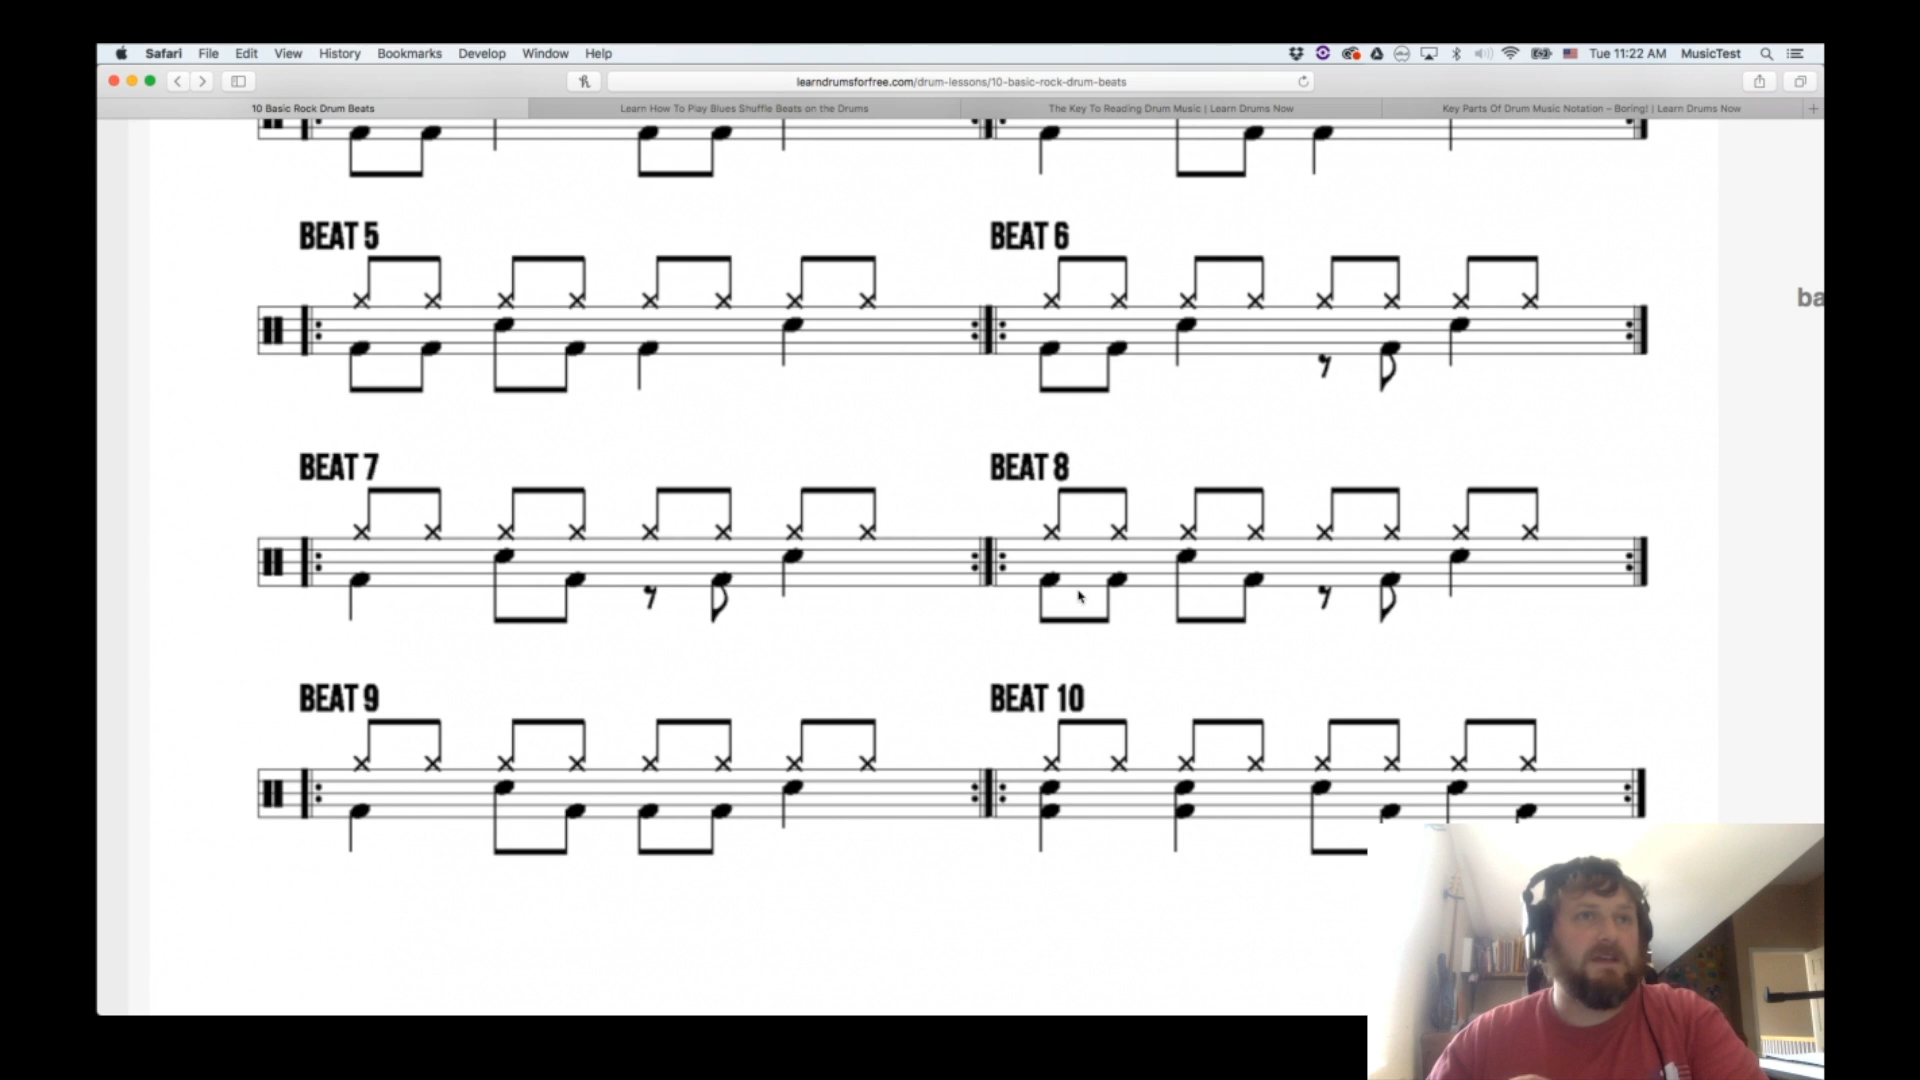 Safari File Edit View History Bookmarks Develop Window Help Tue 11:22 AM MusicTest
learndrumsforfree.com/drum-lessons/10-basic-rock-drum-beats
10 Basic Rock Drum Beats Learn How To Play Blues Shuffle Beats on the Drums The Key To Reading Drum Music | Learn Drums Now Key Parts Of Drum Music Notation – Boring! | Learn Drums Now
BEAT 5 BEAT 6
ba
BEAT 7 BEAT 8
BEAT 9 BEAT 10